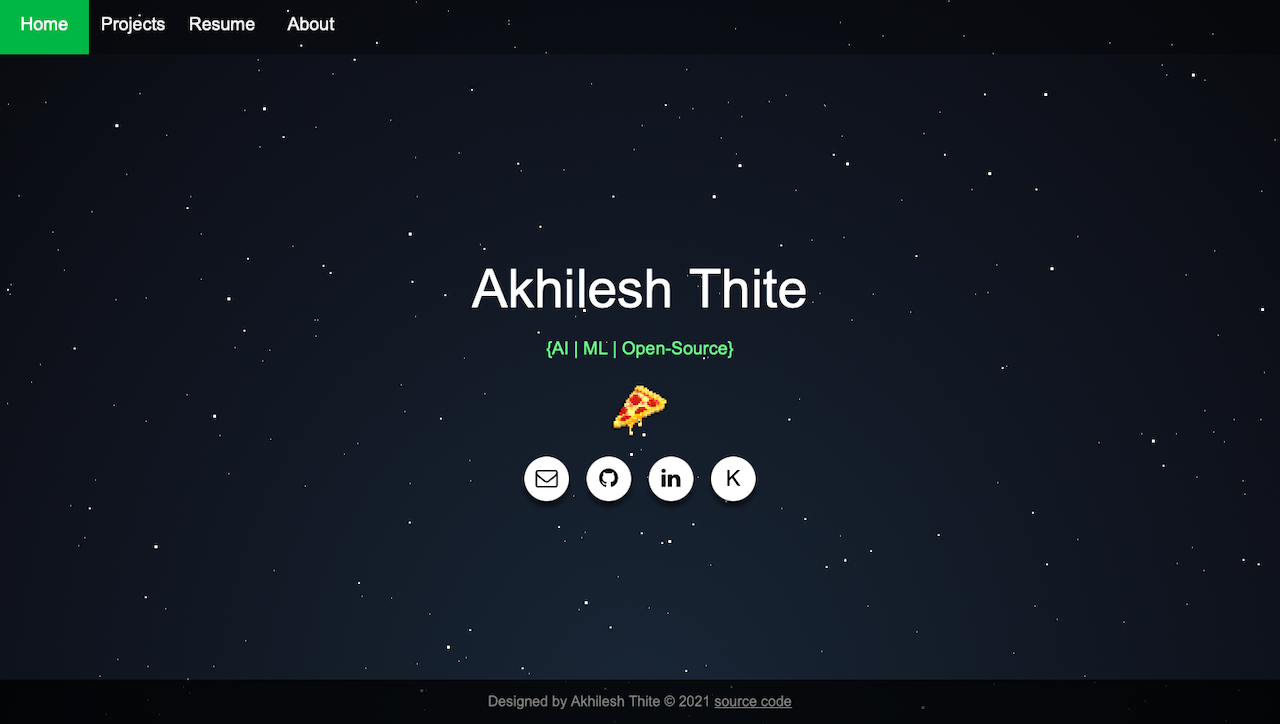 Home Projects Resume About
Akhilesh Thite
{AI | ML | Open-Source}
in K
Designed by Akhilesh Thite © 2021 source code